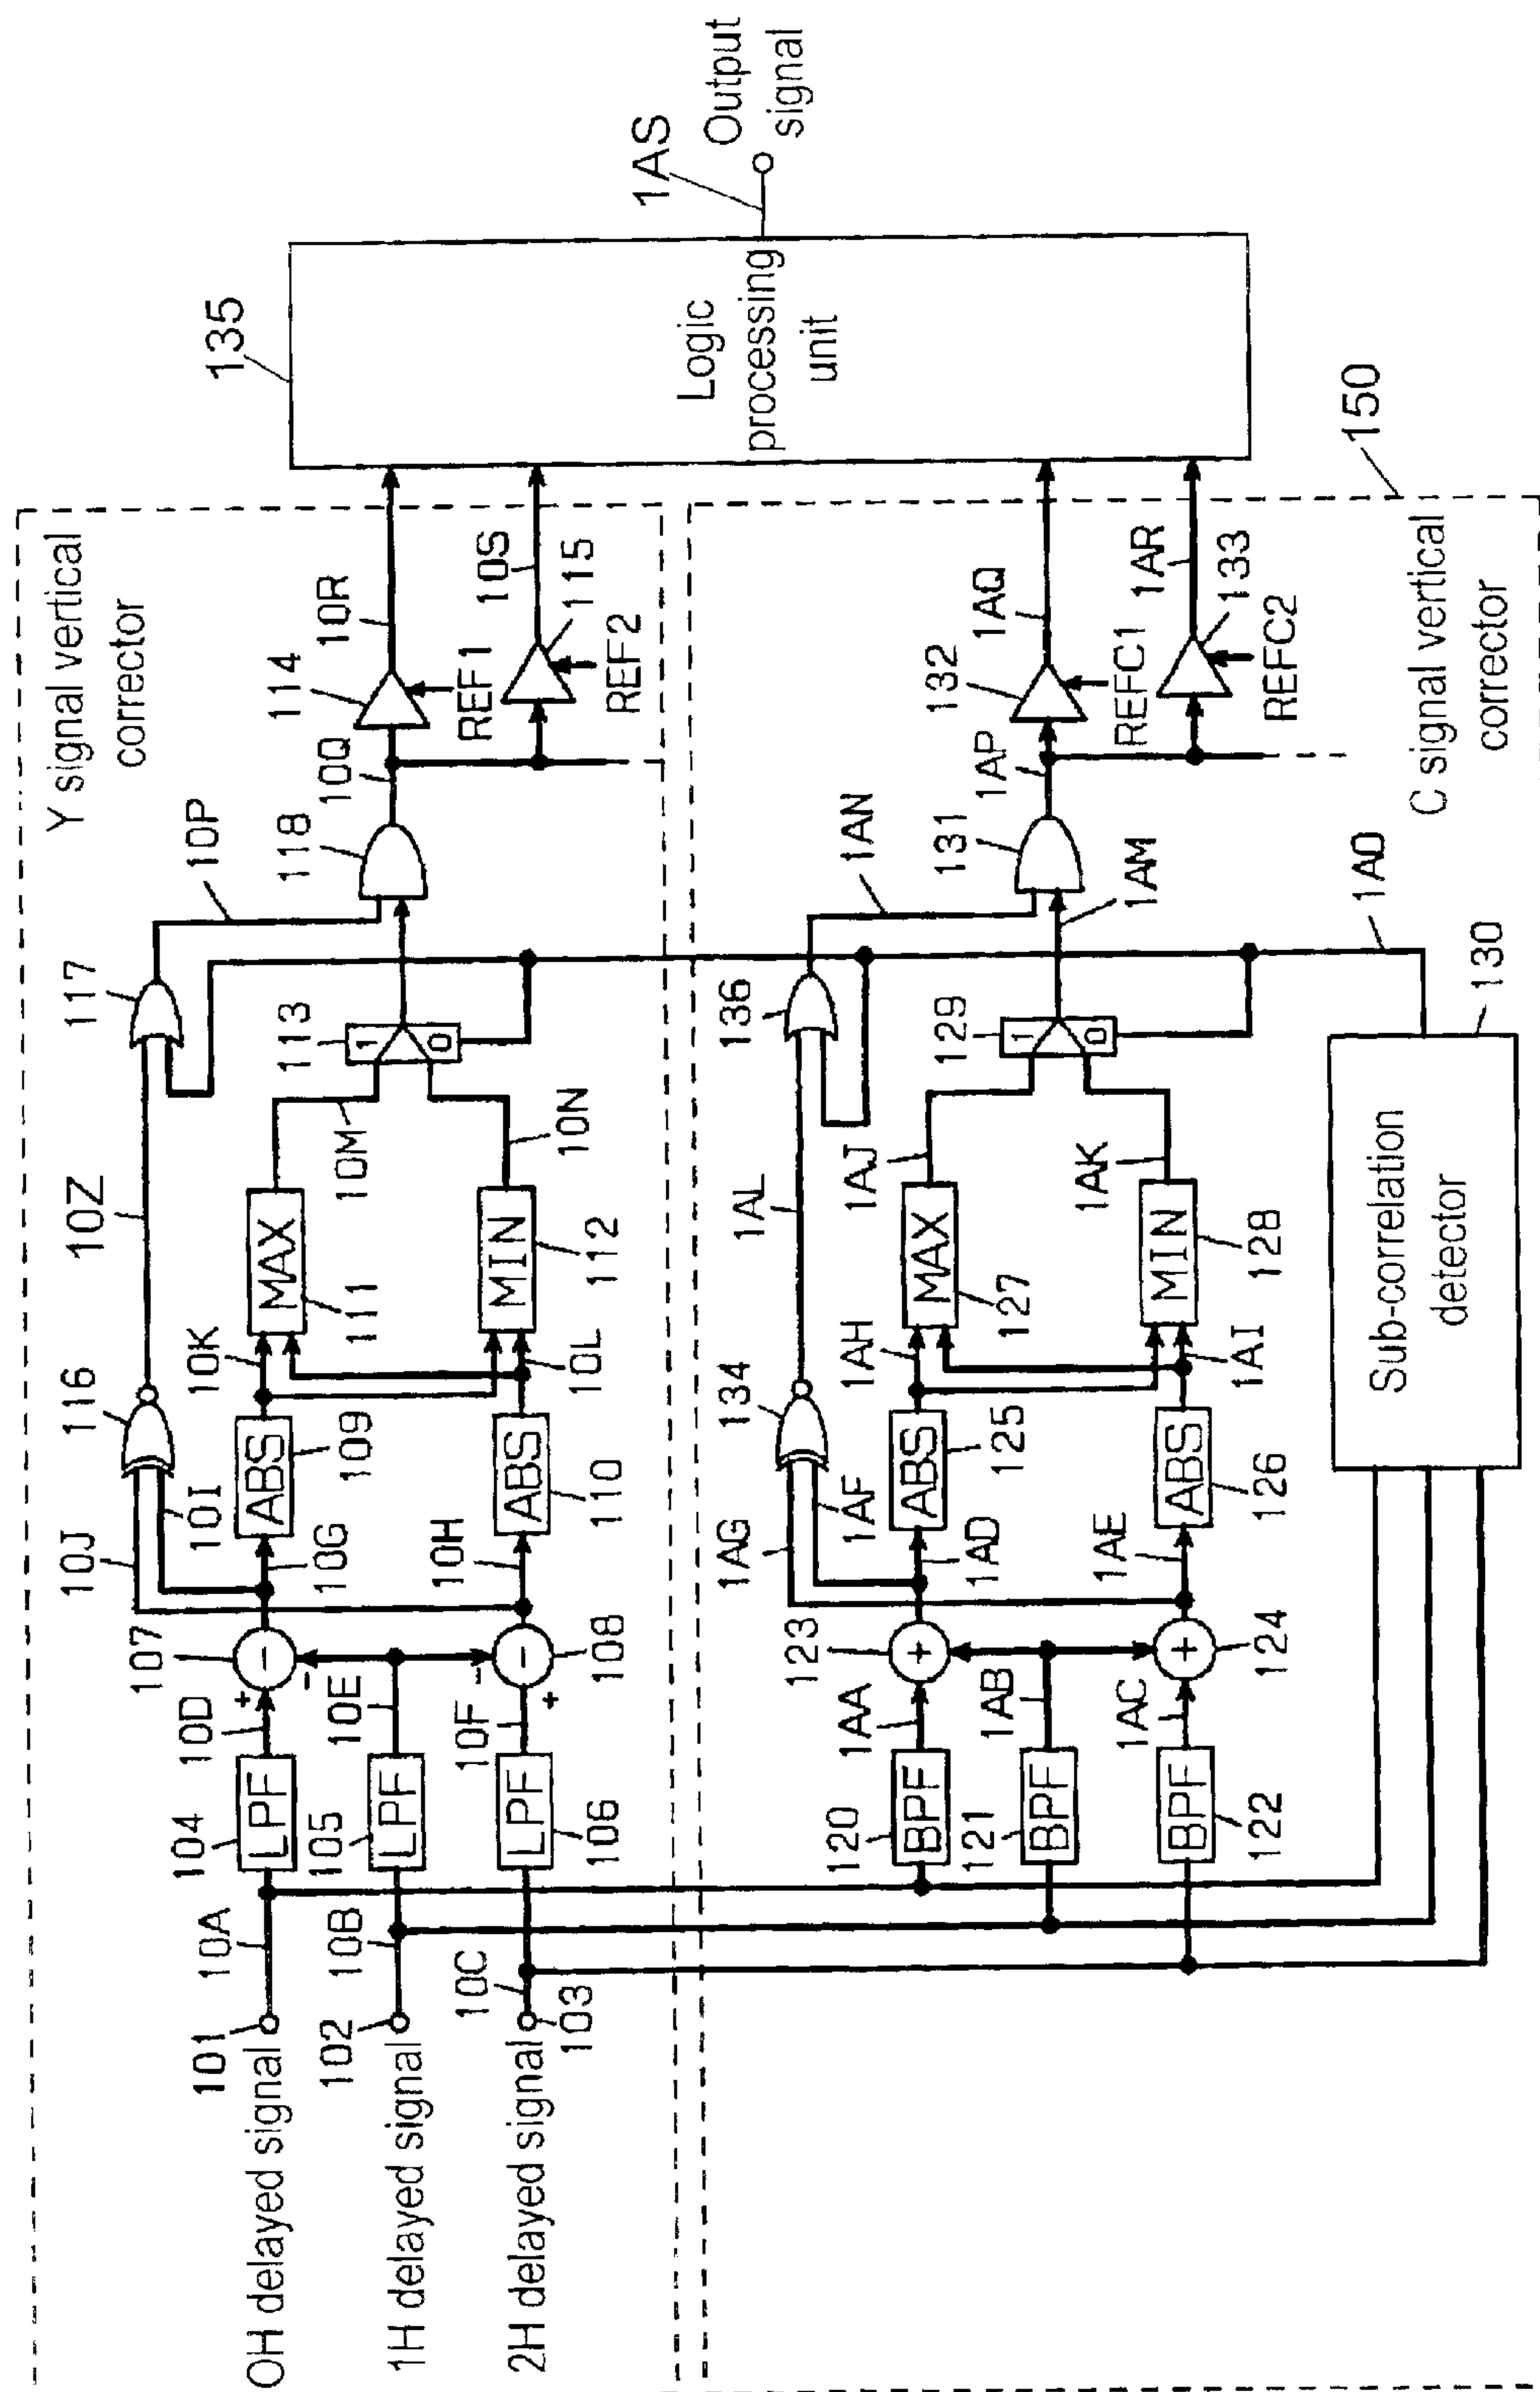 Y signal vertical
corrector
101
10A
104
LPF
10D
+
107
-
-
10J
10I
10G
116
ABS
109
10K
10Z
MAX
111
10M
117
10P
113
1
0
118
10Q
114
10R
REF1
10S
115
REF2
0H delayed signal
102
10B
105
LPF
10E
1H delayed signal
10C
103
LPF
106
10F
+
-
-
108
10H
ABS
110
10L
MIN
112
10N
2H delayed signal
135
Logic
processing
unit
1AS
Output
signal
120
BPF
1AA
123
+
1AG
1AF
1AD
134
ABS
125
1AH
1AL
MAX
127
1AJ
136
1AN
129
1
0
131
1AM
1AP
132
1AQ
REFC1
1AR
133
REFC2
121
BPF
1AB
BPF
122
1AC
+
124
1AE
ABS
126
1AI
MIN
128
1AK
1AO
130
Sub-correlation
detector
C signal vertical
corrector
150